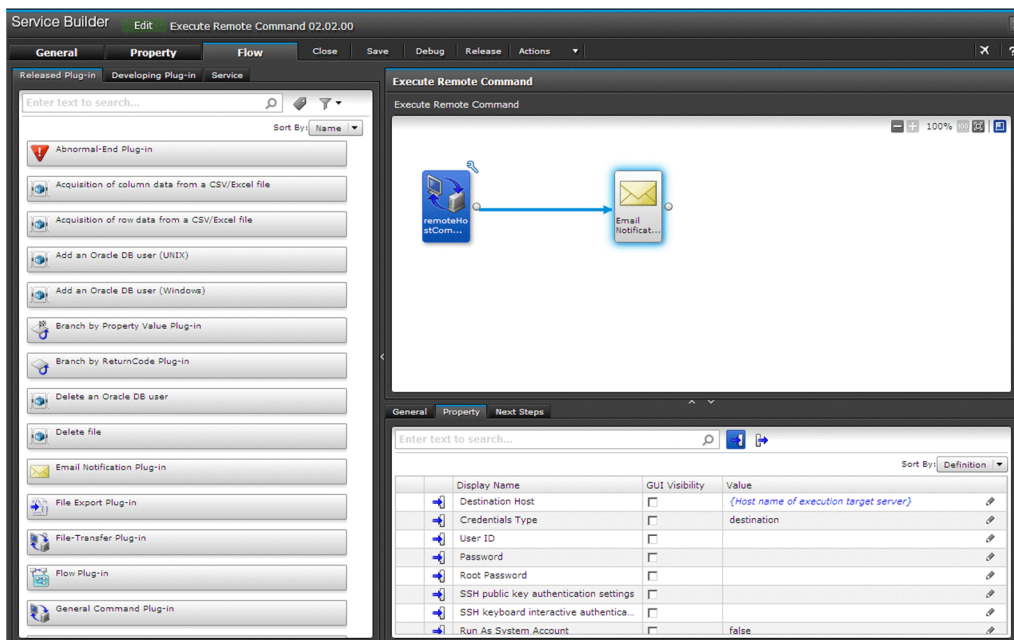 Service Builder Edit Execute Remote Command 02.02.00
General Property Flow Close Save Debug Release Actions
Released Plug-in Developing Plug-in Service
Enter text to search...
Sort By: Name
Abnormal-End Plug-in
Acquisition of column data from a CSV/Excel file
Acquisition of row data from a CSV/Excel file
Add an Oracle DB user (UNIX)
Add an Oracle DB user (Windows)
Branch by Property Value Plug-in
Branch by ReturnCode Plug-in
Delete an Oracle DB user
Delete file
Email Notification Plug-in
File Export Plug-in
File-Transfer Plug-in
Flow Plug-in
General Command Plug-in
Execute Remote Command
Execute Remote Command
100%
remoteHo
stCom...
Email
Notificat...
General Property Next Steps
Enter text to search...
Sort By: Definition
Display Name GUI Visibility Value
Destination Host {Host name of execution target server}
Credentials Type destination
User ID
Password
Root Password
SSH public key authentication settings
SSH keyboard interactive authentica...
Run As System Account false